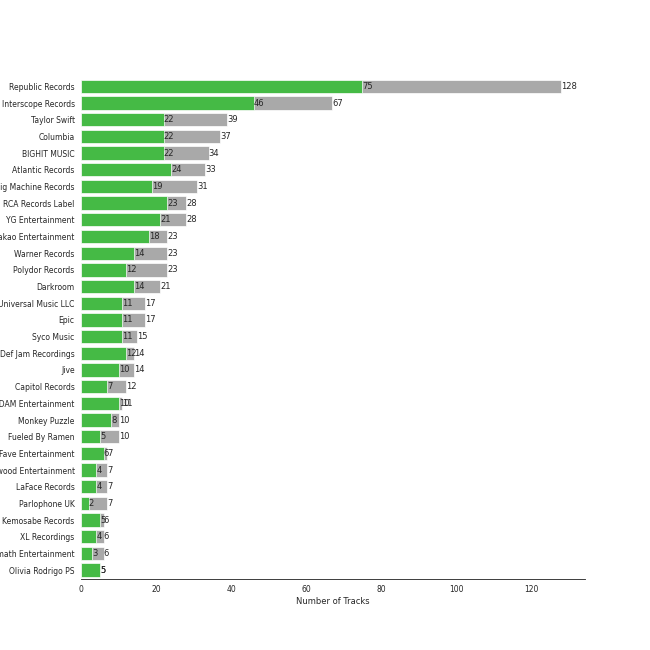 Republic Records 75 128
Interscope Records 46 67
Taylor Swift 22 39
Columbia 22 37
BIGHIT MUSIC 22 34
Atlantic Records 24 33
ig Machine Records 19 31
RCA Records Label 23 28
YG Entertainment 21 28
akao Entertainment 18 23
Warner Records 14 23
Polydor Records 12 23
Darkroom 14 21
Universal Music LLC 11 17
Epic 11 17
Syco Music 11 15
Def Jam Recordings 12 14
Jive 10 14
Capitol Records 7 12
DAM Entertainment 10 11
Monkey Puzzle 8 10
Fueled By Ramen 5 10
Fave Entertainment 6 7
wood Entertainment 4 7
LaFace Records 4 7
Parlophone UK 2 7
Kemosabe Records 5 6
XL Recordings 4 6
math Entertainment 3 6
Olivia Rodrigo PS 5 5
0 20 40 60 80 100 120
Number of Tracks